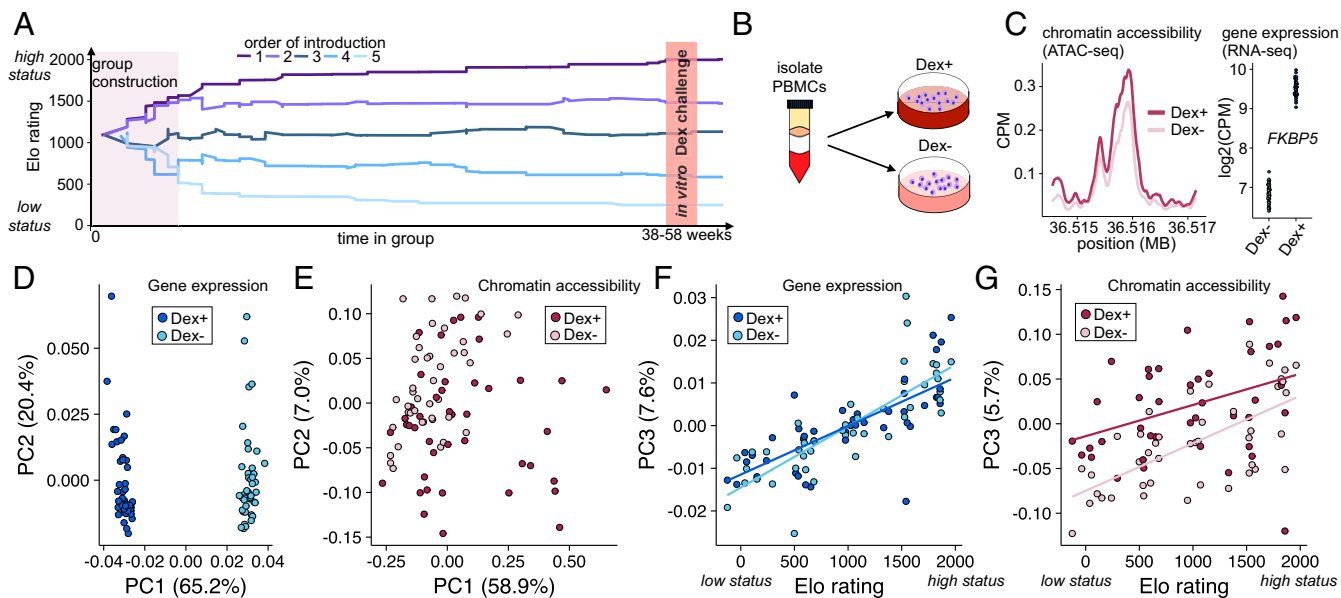 A
high status
low status
Elo rating
2000
1500
1000
500
0
group construction
order of introduction
1 2 3 4 5
in vitro Dex challenge
0
time in group
38-58 weeks
B
isolate
PBMCs
Dex+
Dex-
C
chromatin accessibility
(ATAC-seq)
CPM
0.3
0.2
0.1
Dex+
Dex-
36.515 36.516 36.517
position (MB)
gene expression
(RNA-seq)
log2(CPM)
10
9
8
7
FKBP5
Dex-
Dex+
D
Gene expression
Dex+
Dex-
PC2 (20.4%)
0.050
0.025
0.000
-0.04 -0.02 0.00 0.02 0.04
PC1 (65.2%)
E
Chromatin accessibility
Dex+
Dex-
PC2 (7.0%)
0.10
0.05
0.00
-0.05
-0.10
-0.15
-0.25 0.00 0.25 0.50
PC1 (58.9%)
F
Gene expression
Dex+
Dex-
PC3 (7.6%)
0.03
0.02
0.01
0.00
-0.01
-0.02
0 500 1000 1500 2000
low status
Elo rating
high status
G
Chromatin accessibility
Dex+
Dex-
PC3 (5.7%)
0.15
0.10
0.05
0.00
-0.05
-0.10
0 500 1000 1500 2000
low status
Elo rating
high status